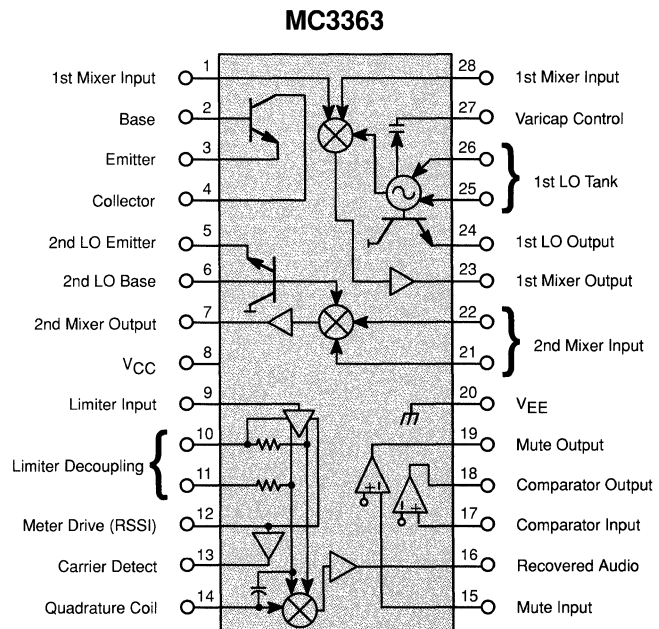 MC3363
1st Mixer Input 1
28 1st Mixer Input
Base 2
27 Varicap Control
Emitter 3
26
25
1st LO Tank
Collector 4
2nd LO Emitter 5
24 1st LO Output
2nd LO Base 6
23 1st Mixer Output
2nd Mixer Output 7
22
21
2nd Mixer Input
VCC 8
Limiter Input 9
20 VEE
Limiter Decoupling
10
11
19 Mute Output
18 Comparator Output
Meter Drive (RSSI) 12
17 Comparator Input
Carrier Detect 13
16 Recovered Audio
Quadrature Coil 14
15 Mute Input